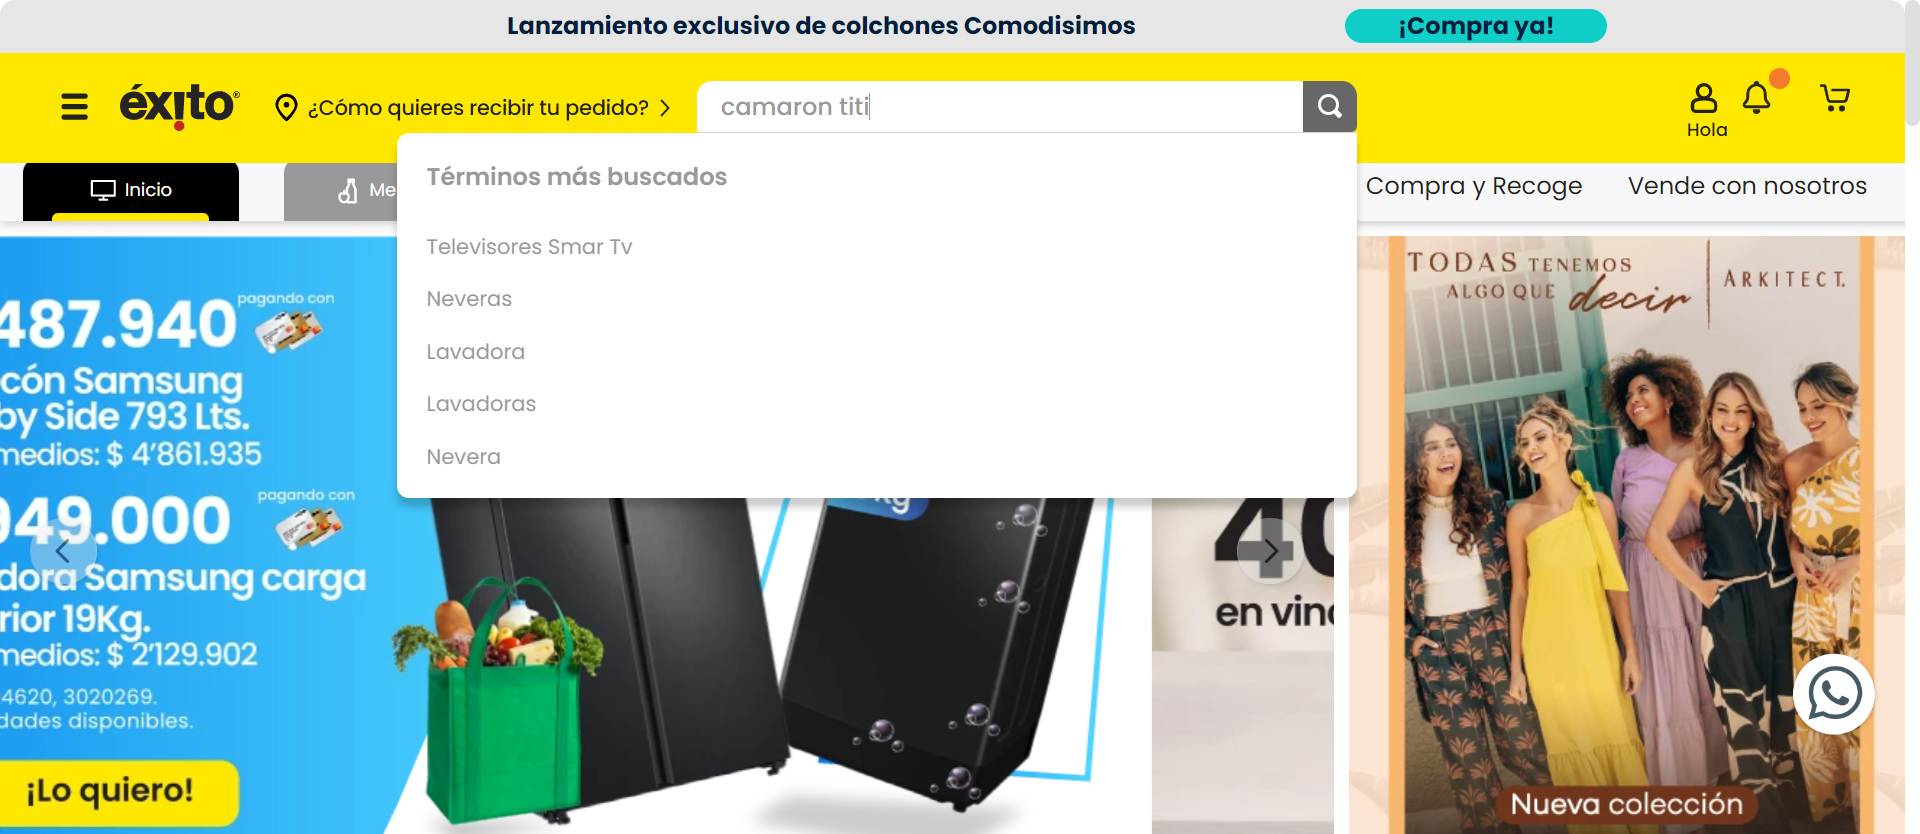 Lanzamiento exclusivo de colchones Comodisimos
¡Compra ya!
éxito
¿Cómo quieres recibir tu pedido?
camaron titi
Hola
Inicio
Me
Compra y Recoge
Vende con nosotros
Términos más buscados
Televisores Smar Tv
Neveras
Lavadora
Lavadoras
Nevera
487.940
pagando con
cón Samsung
by Side 793 Lts.
medios: $ 4'861.935
949.000
pagando con
dora Samsung carga
rior 19Kg.
medios: $ 2'129.902
4620, 3020269.
dades disponibles.
¡Lo quiero!
Kg
40
en vino
TODAS TENEMOS
ALGO QUE decir
ARKITECT.
Nueva colección